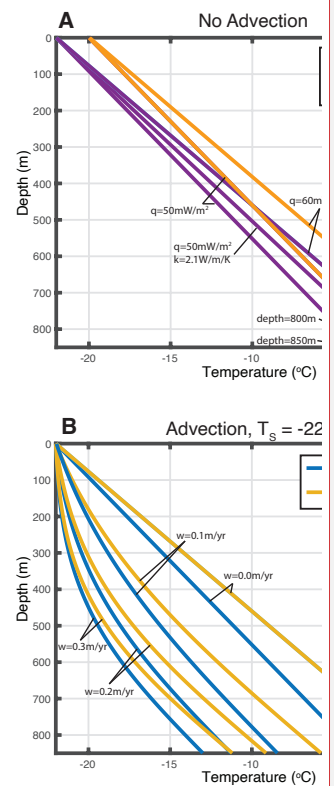 A
No Advection
0
100
200
300
400
500
600
700
800
Depth (m)
q=50mW/m²
q=60m
q=50mW/m²
k=2.1W/m/K
depth=800m
depth=850m
-20 -15 -10
Temperature (°C)
B
Advection, T_S = -22
0
100
200
300
400
500
600
700
800
Depth (m)
w=0.1m/yr
w=0.0m/yr
w=0.3m/yr
w=0.2m/yr
-20 -15 -10
Temperature (°C)